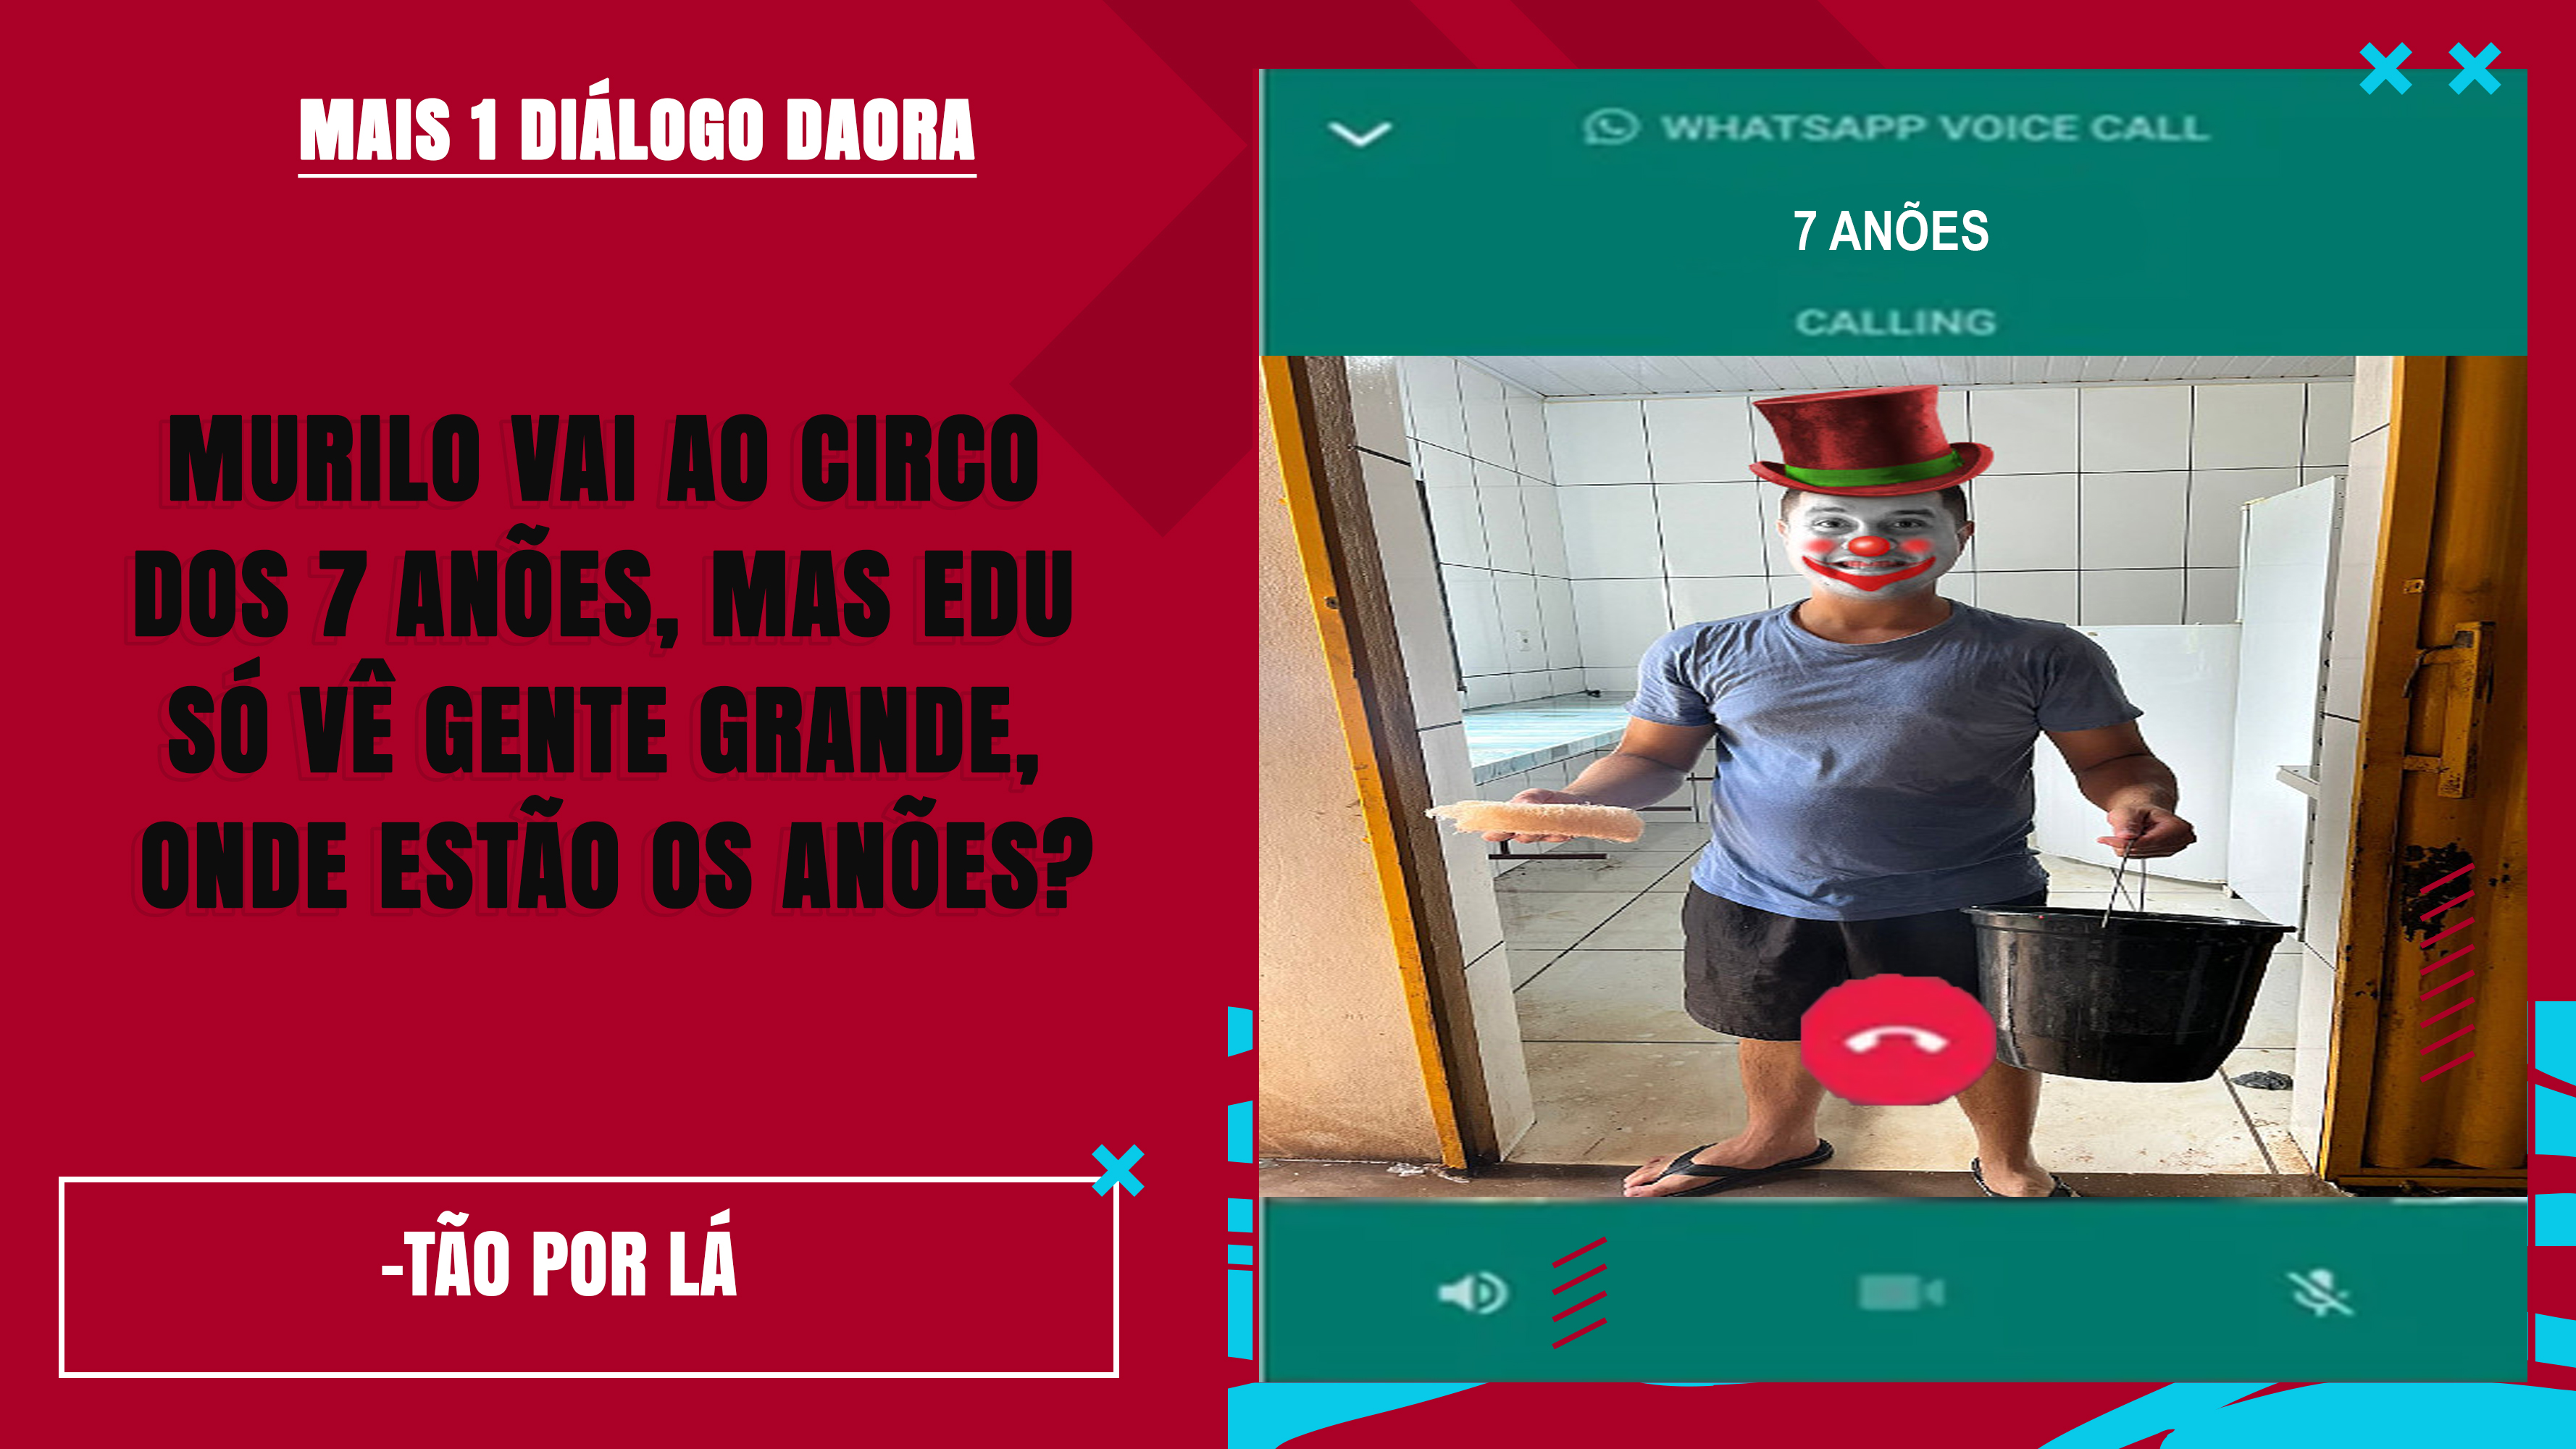 MAIS 1 DIÁLOGO DAORA
MURILO VAI AO CIRCO
DOS 7 ANÕES, MAS EDU
SÓ VÊ GENTE GRANDE,
ONDE ESTÃO OS ANÕES?
-TÃO POR LÁ
WHATSAPP VOICE CALL
7 ANÕES
CALLING